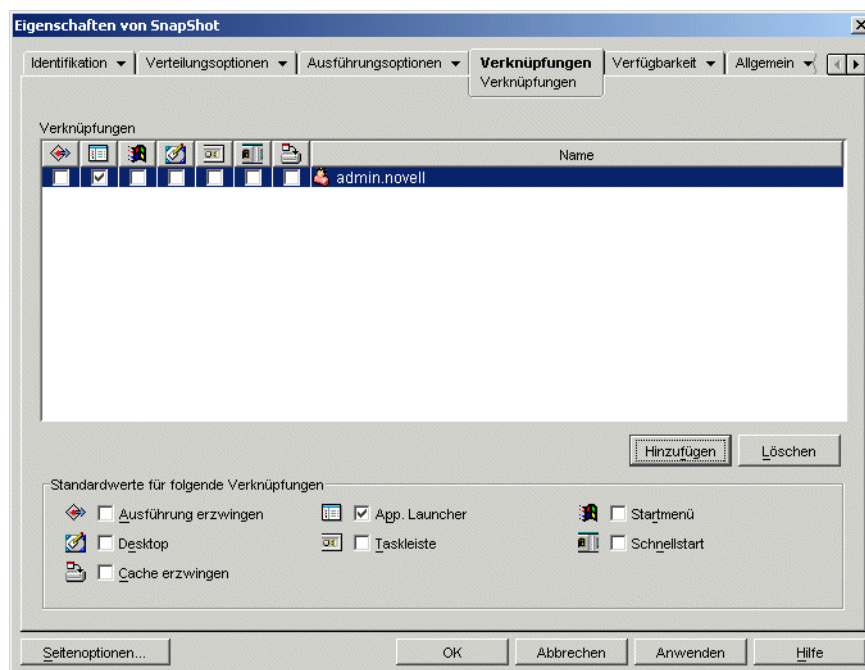 Eigenschaften von SnapShot
Identifikation Verteilungsoptionen Ausführungsoptionen Verknüpfungen Verfügbarkeit Allgemein
Verknüpfungen
Verknüpfungen
Name
admin.novell
Hinzufügen Löschen
Standardwerte für folgende Verknüpfungen
Ausführung erzwingen App. Launcher Startmenü
Desktop Taskleiste Schnellstart
Cache erzwingen
Seitenoptionen... OK Abbrechen Anwenden Hilfe